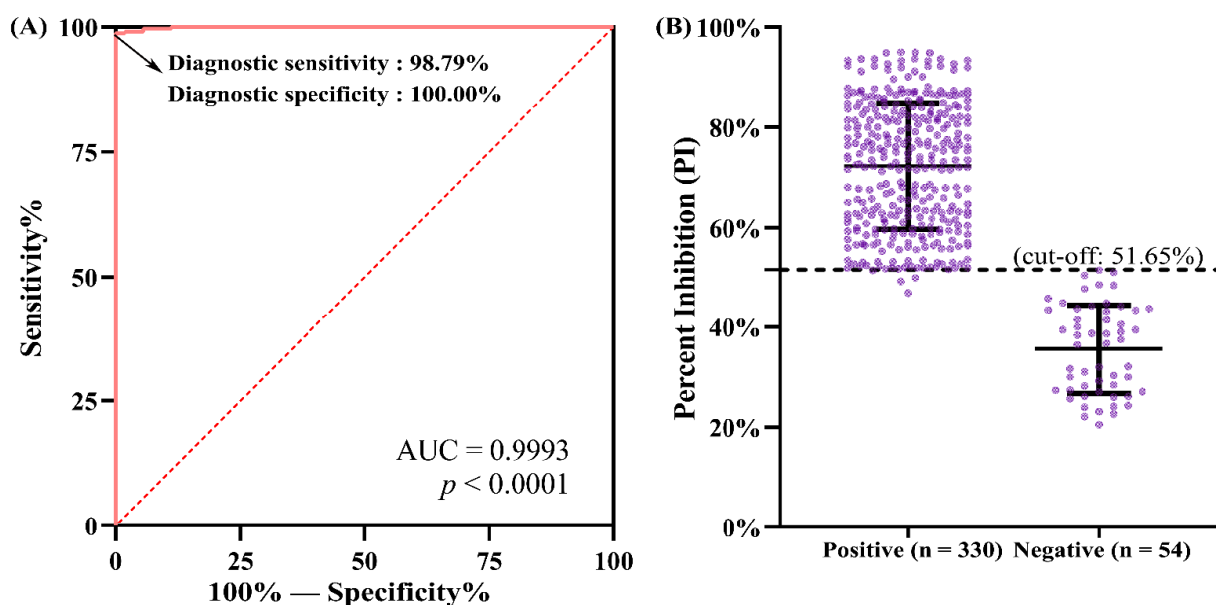 (A)
100
75
50
25
0
Sensitivity%
Diagnostic sensitivity : 98.79%
Diagnostic specificity : 100.00%
AUC = 0.9993
p < 0.0001
0 25 50 75 100
100% — Specificity%
(B)
100%
80%
60%
40%
20%
0%
Percent Inhibition (PI)
(cut-off: 51.65%)
Positive (n = 330) Negative (n = 54)